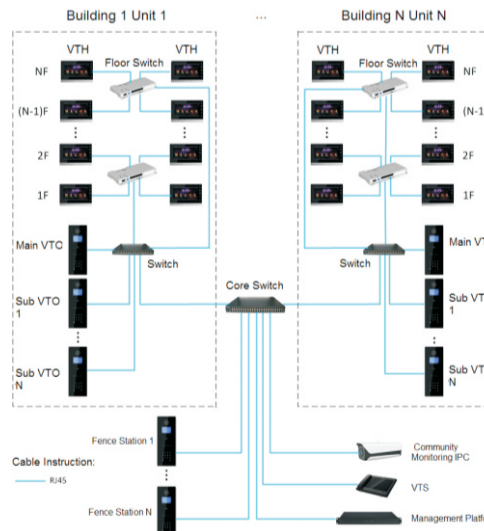 Building 1 Unit 1
...
Building N Unit N
VTH
VTH
Floor Switch
NF
(N-1)F
2F
1F
Main VTO
Switch
Sub VTO
1
Sub VTO
N
VTH
VTH
Floor Switch
NF
(N-1
2F
1F
Main VT
Switch
Sub VT
1
Sub VT
N
Core Switch
Fence Station 1
Fence Station N
Cable Instruction:
RJ45
Community
Monitoring IPC
VTS
Management Platf